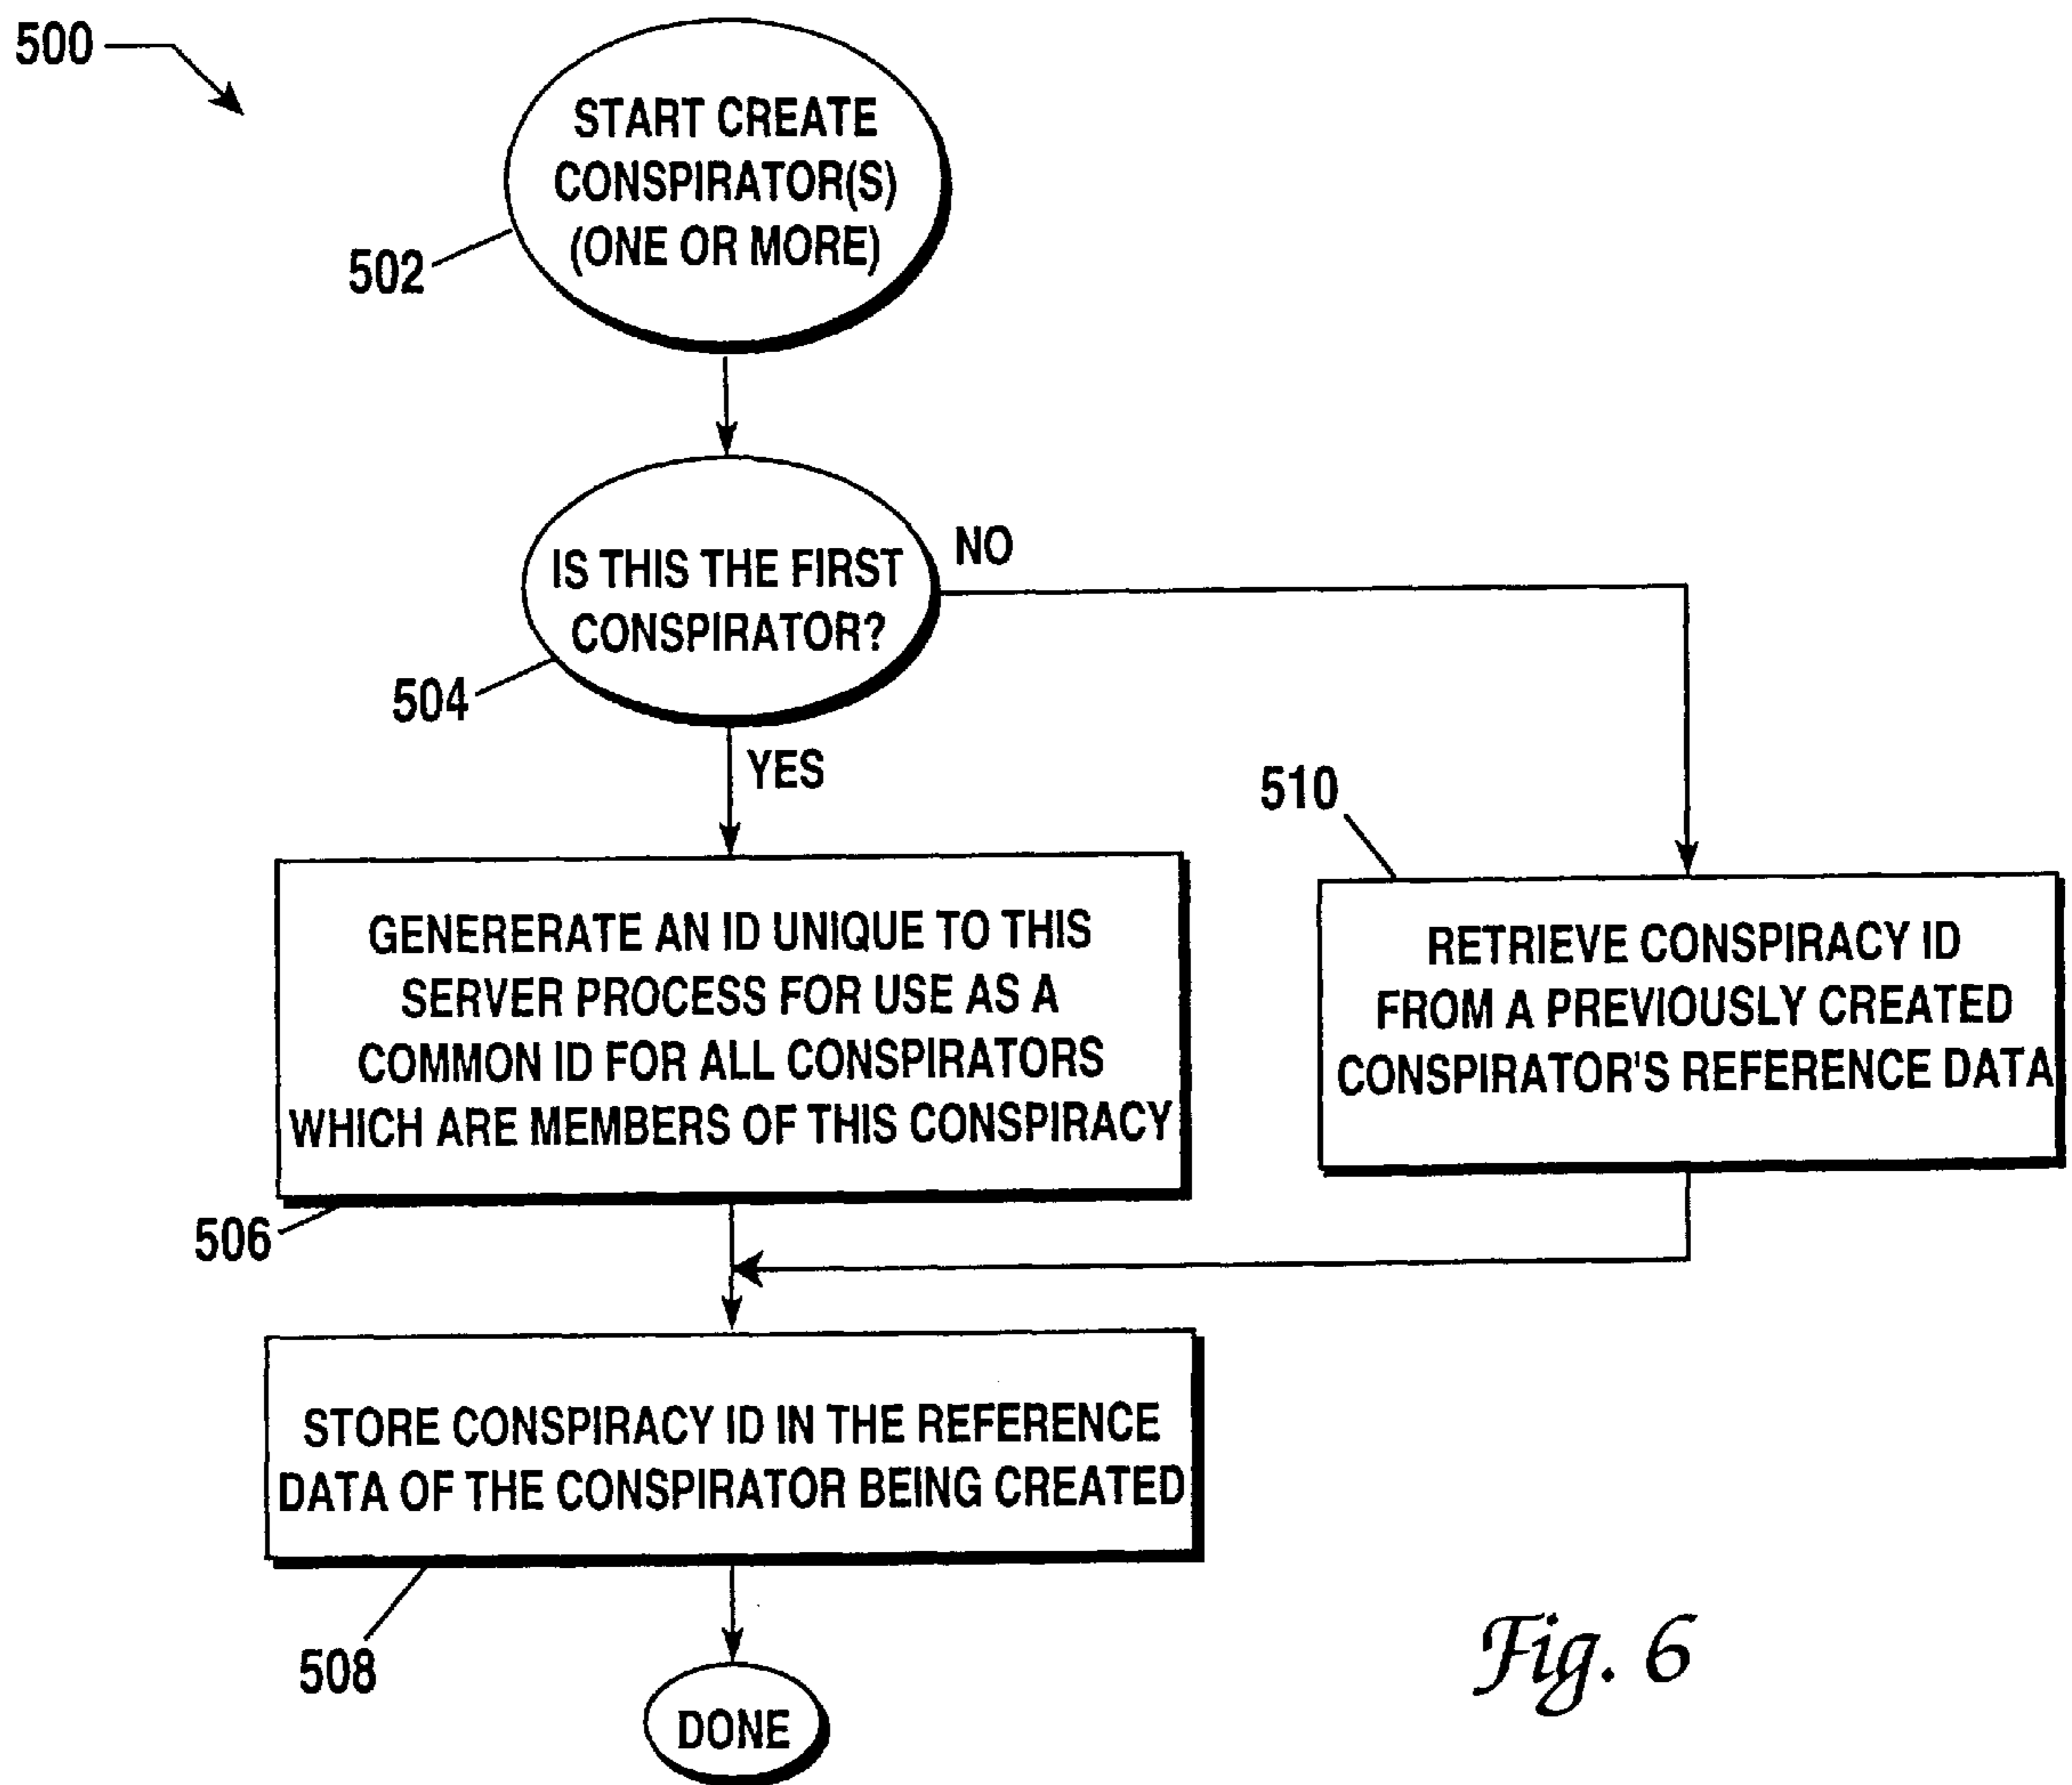 500
START CREATE
CONSPIRATOR(S)
(ONE OR MORE)
502
IS THIS THE FIRST
CONSPIRATOR?
NO
504
YES
510
GENERERATE AN ID UNIQUE TO THIS
SERVER PROCESS FOR USE AS A
COMMON ID FOR ALL CONSPIRATORS
WHICH ARE MEMBERS OF THIS CONSPIRACY
RETRIEVE CONSPIRACY ID
FROM A PREVIOUSLY CREATED
CONSPIRATOR'S REFERENCE DATA
506
STORE CONSPIRACY ID IN THE REFERENCE
DATA OF THE CONSPIRATOR BEING CREATED
508
DONE
Fig. 6